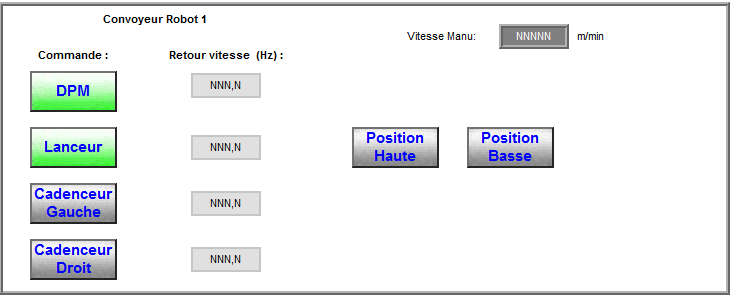 Convoyeur Robot 1
Vitesse Manu: NNNNN m/min
Commande : Retour vitesse (Hz) :
DPM NNN,N
Lanceur NNN,N
Position Haute
Position Basse
Cadenceur Gauche
NNN,N
Cadenceur Droit
NNN,N